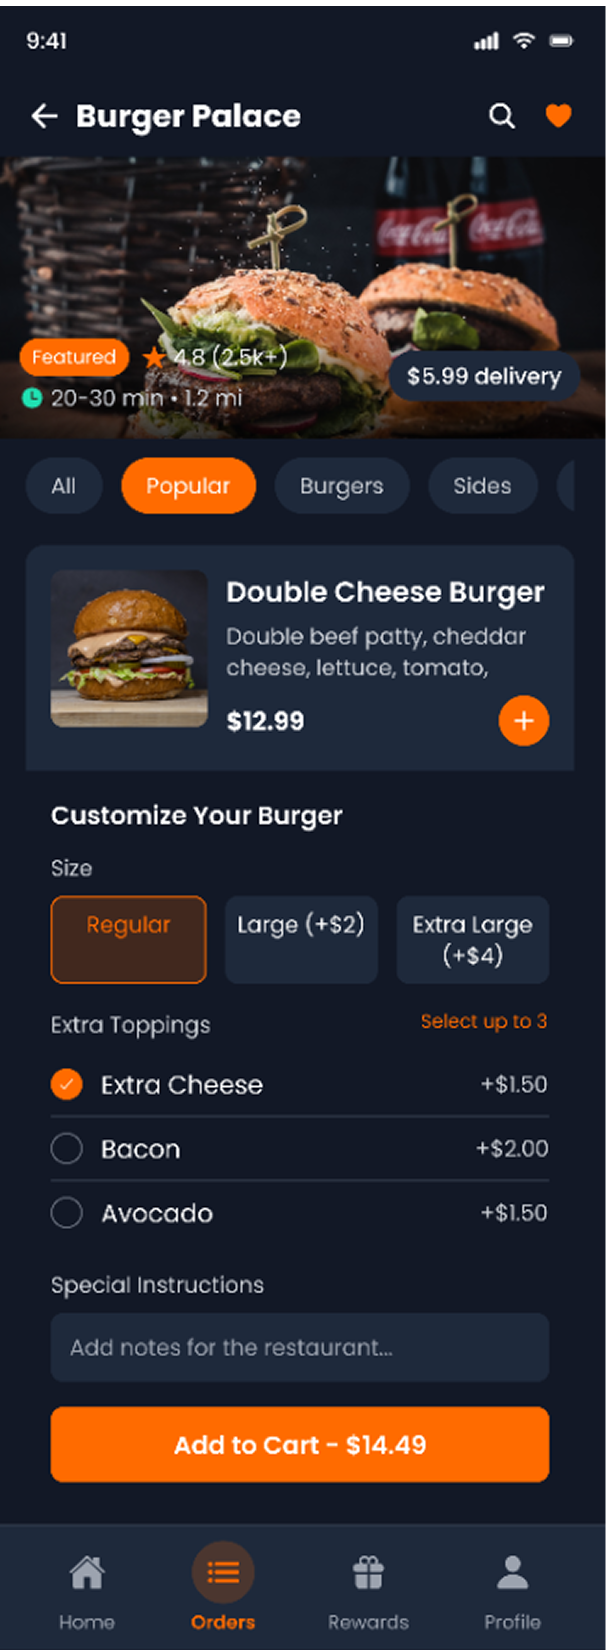 9:41
Burger Palace
Coca-Cola Coca-Cola
Featured 4.8 (2.5k+)
$5.99 delivery
20-30 min • 1.2 mi
All Popular Burgers Sides
Double Cheese Burger
Double beef patty, cheddar
cheese, lettuce, tomato,
$12.99
Customize Your Burger
Size
Regular Large (+$2) Extra Large
(+$4)
Extra Toppings Select up to 3
Extra Cheese +$1.50
Bacon +$2.00
Avocado +$1.50
Special Instructions
Add notes for the restaurant...
Add to Cart - $14.49
Home Orders Rewards Profile